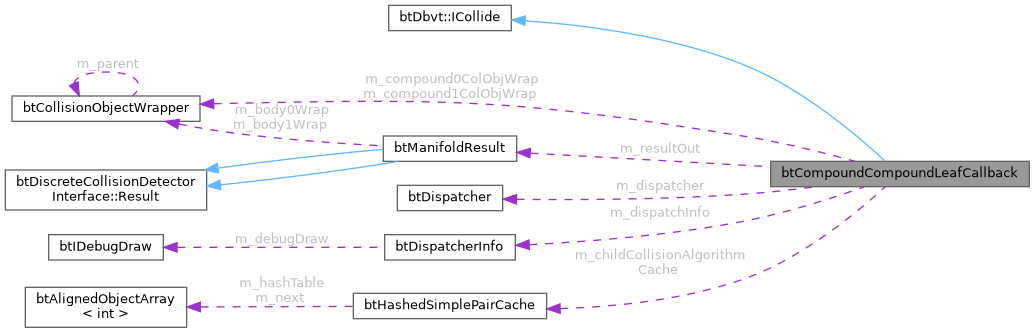 btDbvt::ICollide
m_parent
btCollisionObjectWrapper
m_compound0ColObjWrap
m_compound1ColObjWrap
m_body0Wrap
m_body1Wrap
btManifoldResult
m_resultOut
btCompoundCompoundLeafCallback
btDiscreteCollisionDetector
Interface::Result
btDispatcher
m_dispatcher
m_dispatchInfo
btIDebugDraw
m_debugDraw
btDispatcherInfo
m_childCollisionAlgorithm
Cache
btAlignedObjectArray
< int >
m_hashTable
m_next
btHashedSimplePairCache